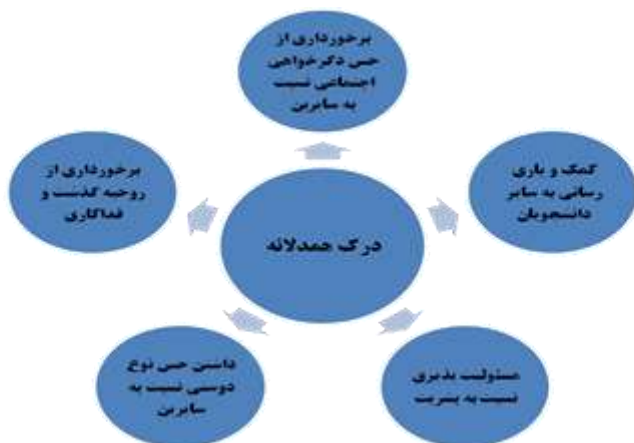 برخورداری از
حس دگرخواهی
اجتماعی نسبت
به سایرین
کمک و یاری
رسانی به سایر
دانشجویان
مسئولیت پذیری
نسبت به بشریت
داشتن حس نوع
دوستی نسبت به
سایرین
برخورداری از
روحیه گذشت و
فداکاری
درک همدلانه